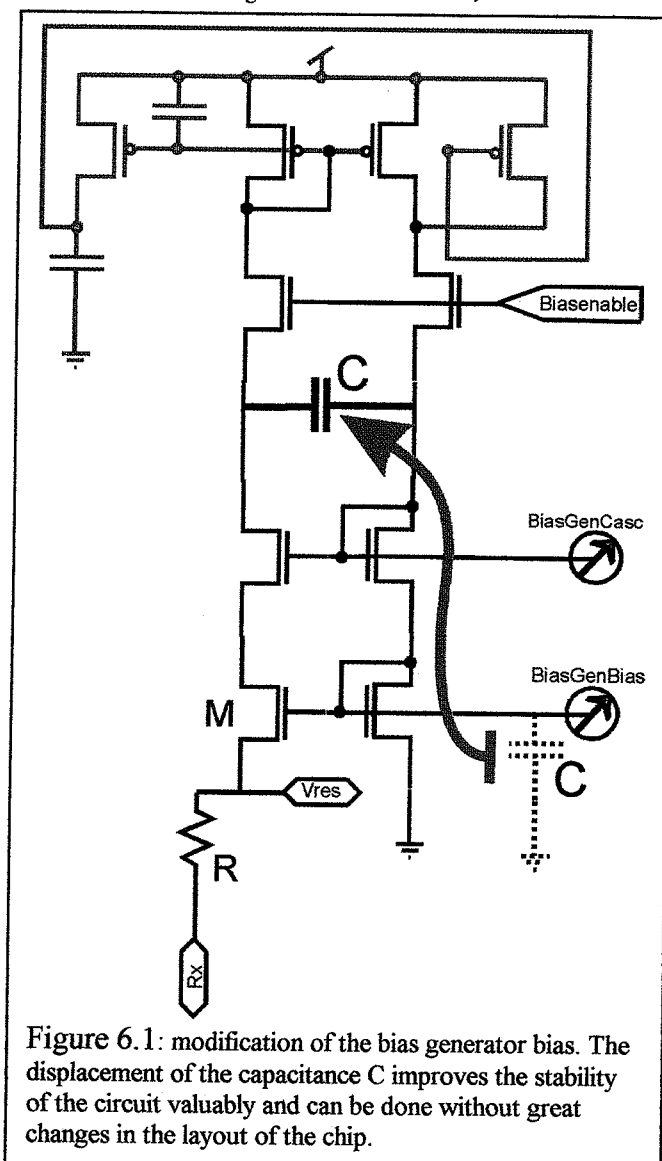 Biasenable
C
BiasGenCasc
BiasGenBias
M
C
Vres
R
Rx
Figure 6.1: modification of the bias generator bias. The
displacement of the capacitance C improves the stability
of the circuit valuably and can be done without great
changes in the layout of the chip.